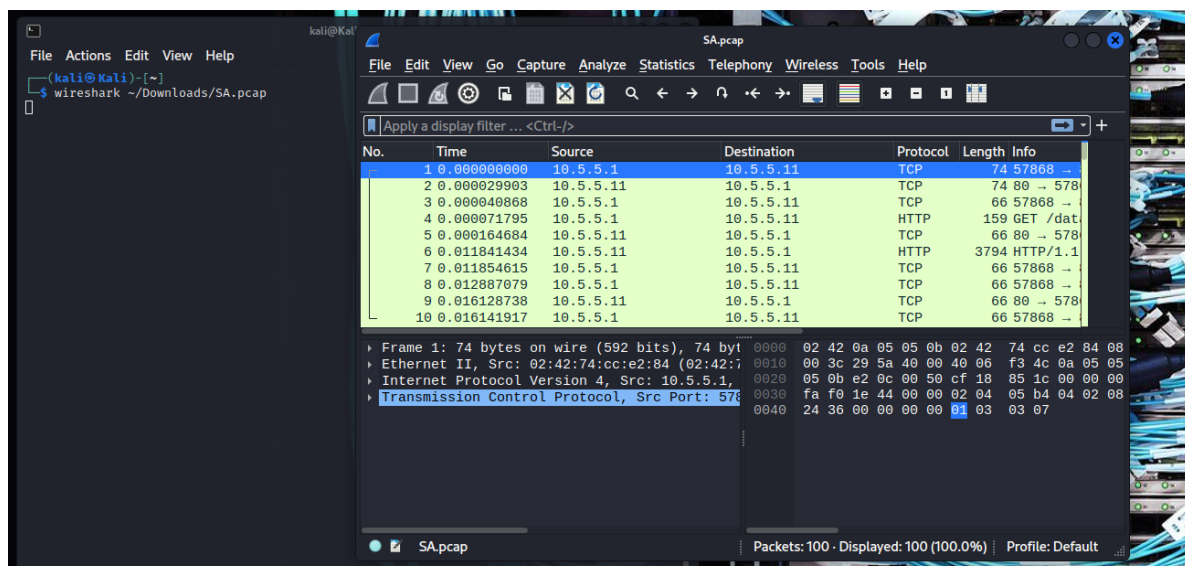 kali@Kal
File Actions Edit View Help
(kali㉿Kali)-[~]
$ wireshark ~/Downloads/SA.pcap
SA.pcap
File Edit View Go Capture Analyze Statistics Telephony Wireless Tools Help
Apply a display filter ... <Ctrl-/>
No. Time Source Destination Protocol Length Info
1 0.000000000 10.5.5.1 10.5.5.11 TCP 74 57868 →
2 0.000029903 10.5.5.11 10.5.5.1 TCP 74 80 → 578
3 0.000040868 10.5.5.1 10.5.5.11 TCP 66 57868 →
4 0.000071795 10.5.5.1 10.5.5.11 HTTP 159 GET /dat
5 0.000164684 10.5.5.11 10.5.5.1 TCP 66 80 → 578
6 0.011841434 10.5.5.11 10.5.5.1 HTTP 3794 HTTP/1.1
7 0.011854615 10.5.5.1 10.5.5.11 TCP 66 57868 →
8 0.012887079 10.5.5.1 10.5.5.11 TCP 66 57868 →
9 0.016128738 10.5.5.11 10.5.5.1 TCP 66 80 → 578
10 0.016141917 10.5.5.1 10.5.5.11 TCP 66 57868 →
Frame 1: 74 bytes on wire (592 bits), 74 byt
Ethernet II, Src: 02:42:74:cc:e2:84 (02:42:7
Internet Protocol Version 4, Src: 10.5.5.1,
Transmission Control Protocol, Src Port: 578
0000 02 42 0a 05 05 0b 02 42 74 cc e2 84 08
0010 00 3c 29 5a 40 00 40 06 f3 4c 0a 05 05
0020 05 0b e2 0c 00 50 cf 18 85 1c 00 00 00
0030 fa f0 1e 44 00 00 02 04 05 b4 04 02 08
0040 24 36 00 00 00 00 01 03 03 07
SA.pcap
Packets: 100 · Displayed: 100 (100.0%)
Profile: Default